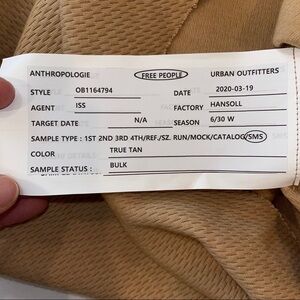 ANTHROPOLOGIE FREE PEOPLE URBAN OUTFITTERS
STYLE OB1164794 DATE 2020-03-19
AGENT ISS FACTORY HANSOLL
TARGET DATE N/A SEASON 6/30 W
SAMPLE TYPE : 1ST 2ND 3RD 4TH/REF./SZ. RUN/MOCK/CATALOG/SMS
COLOR TRUE TAN
SAMPLE STATUS : BULK